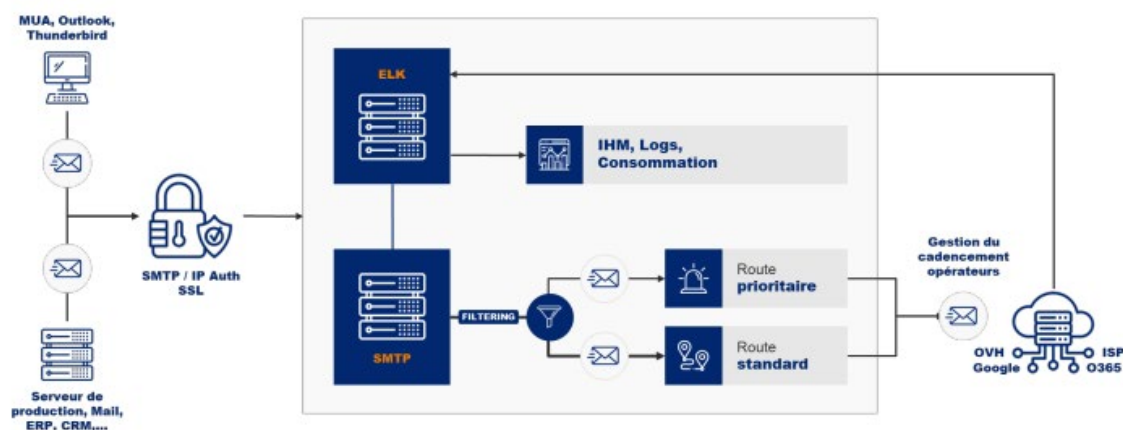 MUA, Outlook,
Thunderbird
SMTP / IP Auth
SSL
Serveur de
production, Mail,
ERP, CRM,...
ELK
IHM, Logs,
Consommation
SMTP
FILTERING
Route
prioritaire
Route
standard
Gestion du
cadencement
opérateurs
OVH
ISP
Google
O365